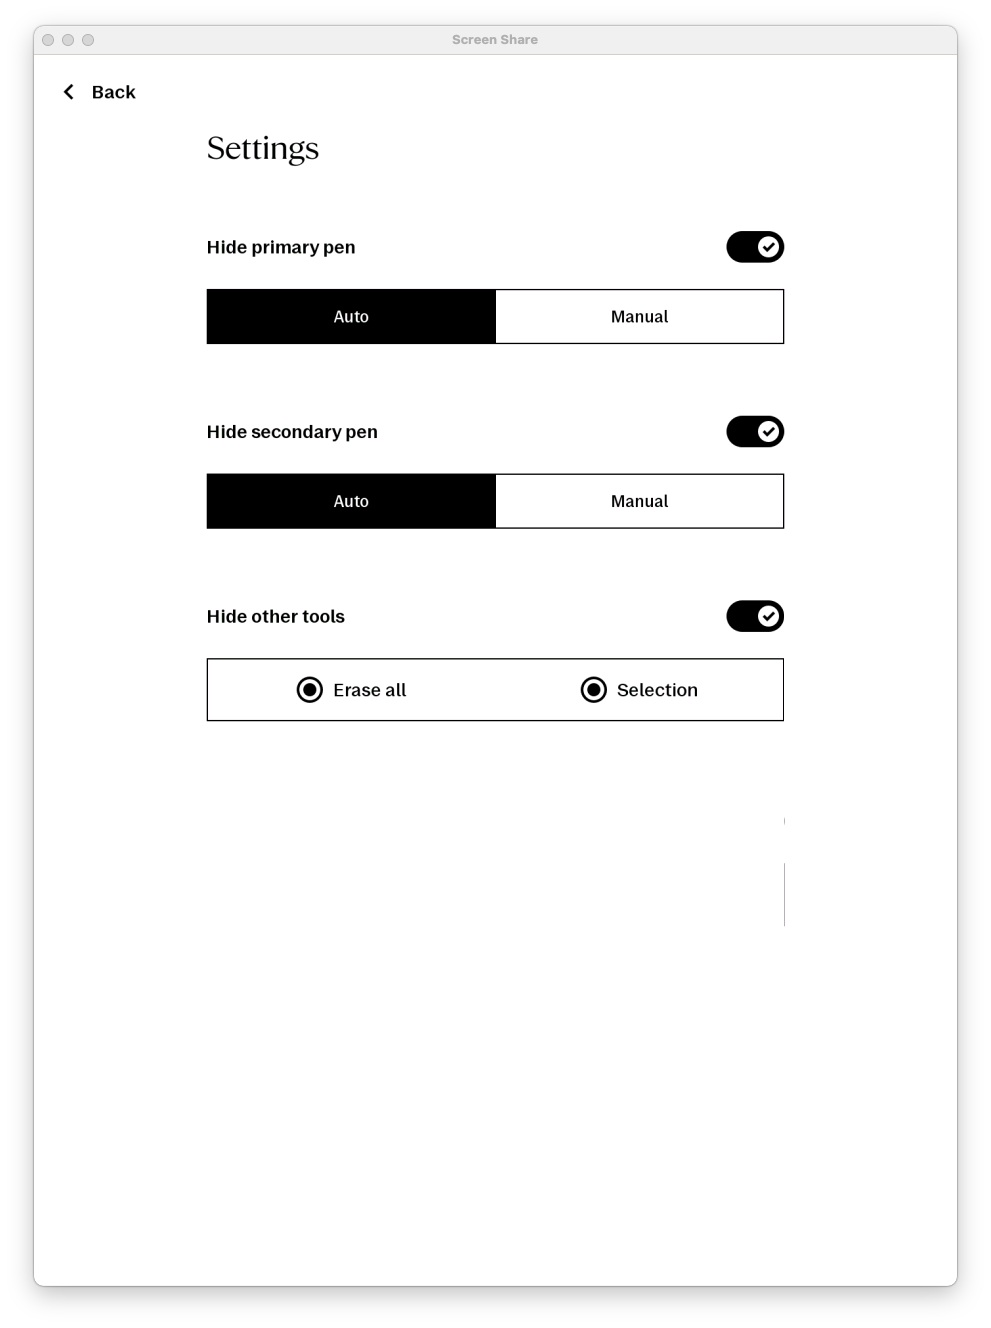 Screen Share
Back
Settings
Hide primary pen
Auto Manual
Hide secondary pen
Auto Manual
Hide other tools
Erase all Selection